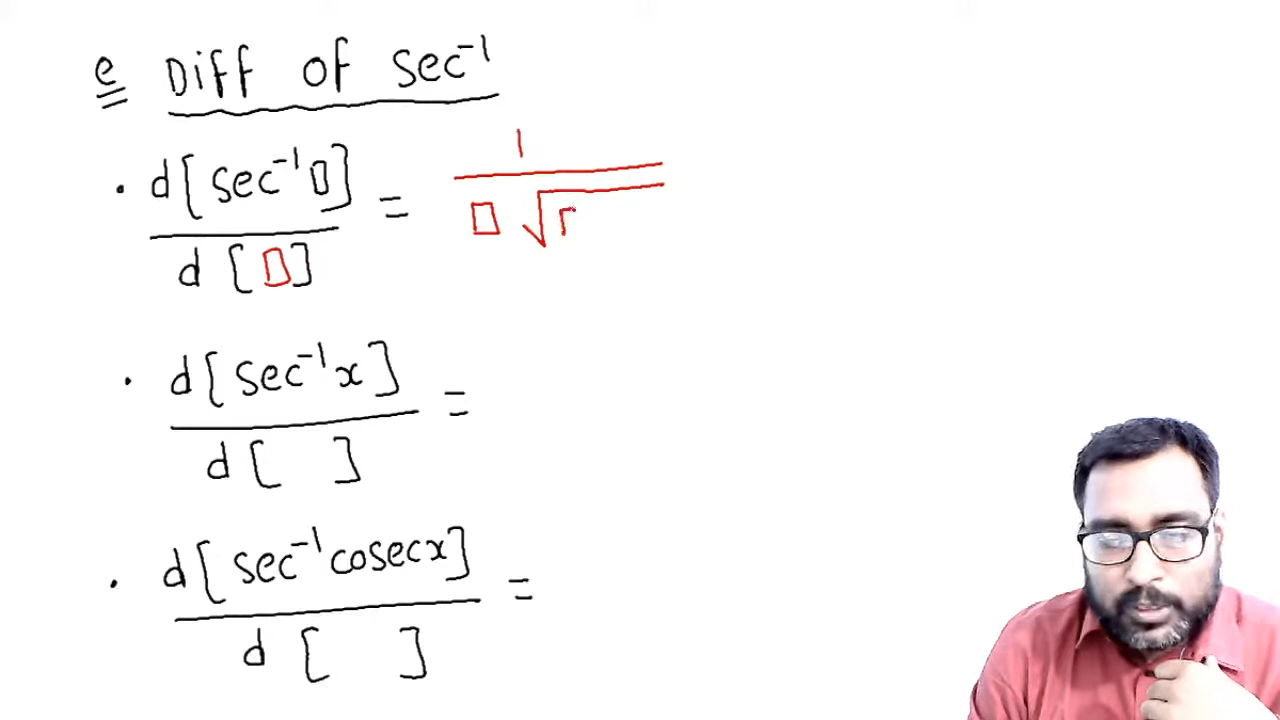 e Diff of sec⁻¹
· d[sec⁻¹▯] / d[▯] = 1 / ▯√
· d[sec⁻¹x] / d[ ] =
· d[sec⁻¹cosecx] / d[ ] =